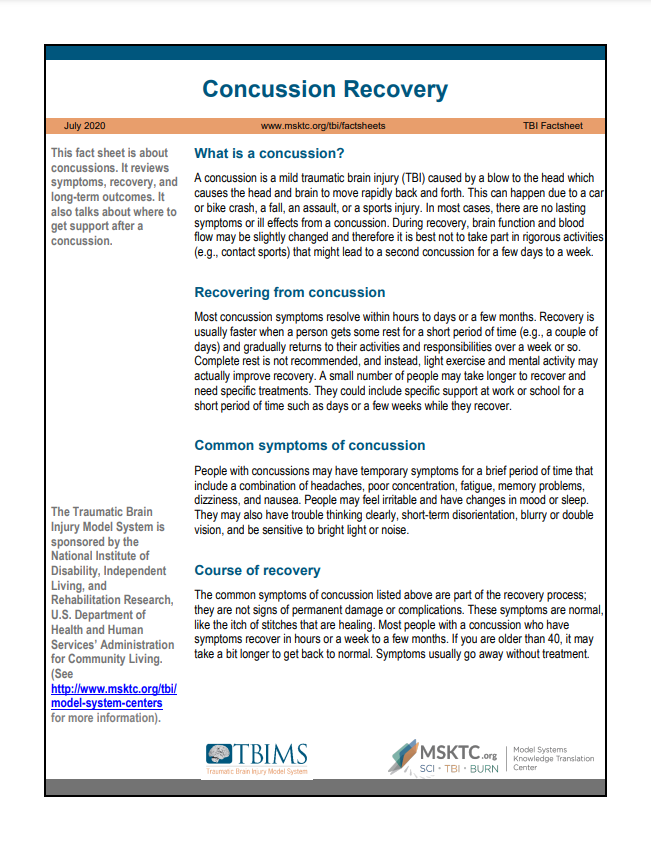 Concussion Recovery
July 2020 www.msktc.org/tbi/factsheets TBI Factsheet
This fact sheet is about
concussions. It reviews
symptoms, recovery, and
long-term outcomes. It
also talks about where to
get support after a
concussion.
The Traumatic Brain
Injury Model System is
sponsored by the
National Institute of
Disability, Independent
Living, and
Rehabilitation Research,
U.S. Department of
Health and Human
Services’ Administration
for Community Living.
(See
http://www.msktc.org/tbi/
model-system-centers
for more information).
What is a concussion?
A concussion is a mild traumatic brain injury (TBI) caused by a blow to the head which
causes the head and brain to move rapidly back and forth. This can happen due to a car
or bike crash, a fall, an assault, or a sports injury. In most cases, there are no lasting
symptoms or ill effects from a concussion. During recovery, brain function and blood
flow may be slightly changed and therefore it is best not to take part in rigorous activities
(e.g., contact sports) that might lead to a second concussion for a few days to a week.
Recovering from concussion
Most concussion symptoms resolve within hours to days or a few months. Recovery is
usually faster when a person gets some rest for a short period of time (e.g., a couple of
days) and gradually returns to their activities and responsibilities over a week or so.
Complete rest is not recommended, and instead, light exercise and mental activity may
actually improve recovery. A small number of people may take longer to recover and
need specific treatments. They could include specific support at work or school for a
short period of time such as days or a few weeks while they recover.
Common symptoms of concussion
People with concussions may have temporary symptoms for a brief period of time that
include a combination of headaches, poor concentration, fatigue, memory problems,
dizziness, and nausea. People may feel irritable and have changes in mood or sleep.
They may also have trouble thinking clearly, short-term disorientation, blurry or double
vision, and be sensitive to bright light or noise.
Course of recovery
The common symptoms of concussion listed above are part of the recovery process;
they are not signs of permanent damage or complications. These symptoms are normal,
like the itch of stitches that are healing. Most people with a concussion who have
symptoms recover in hours or a week to a few months. If you are older than 40, it may
take a bit longer to get back to normal. Symptoms usually go away without treatment.
TBIMS
Traumatic Brain Injury Model System
MSKTC.org
SCI • TBI • BURN
Model Systems
Knowledge Translation
Center